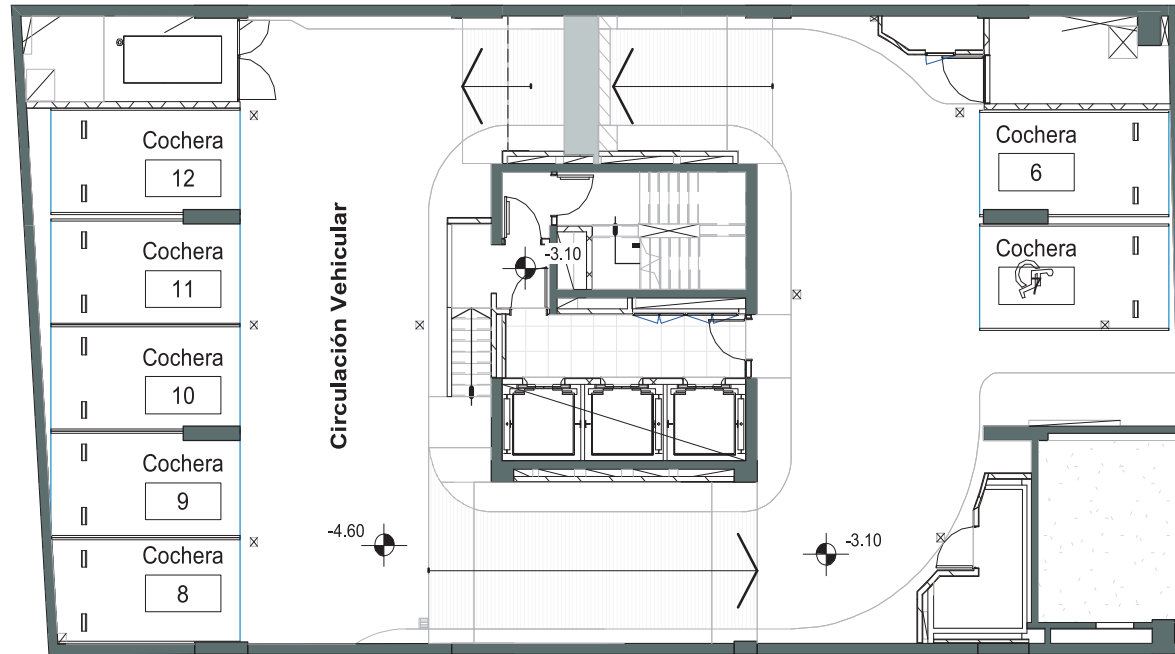 Cochera
12
Cochera
11
Cochera
10
Cochera
9
Cochera
8
Circulación Vehicular
-4.60
-3.10
-3.10
Cochera
6
Cochera